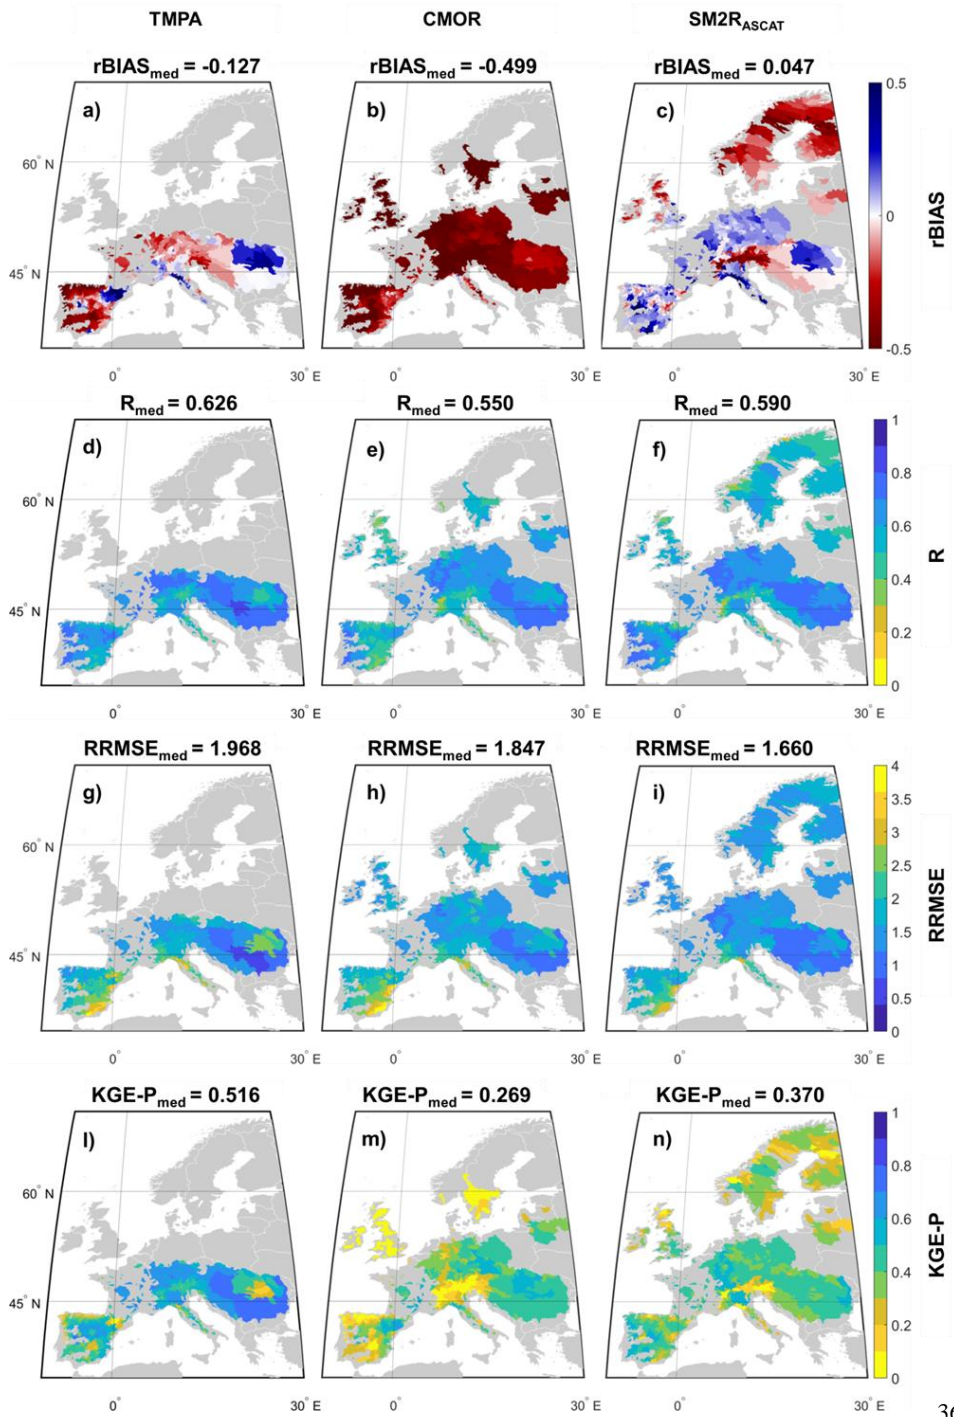 TMPA CMOR SM2RASCAT
rBIASmed = -0.127 rBIASmed = -0.499 rBIASmed = 0.047
a) b) c)
60° N
45° N
0° 30° E 0° 30° E 0° 30° E
0.5
0
-0.5
rBIAS
Rmed = 0.626 Rmed = 0.550 Rmed = 0.590
d) e) f)
60° N
45° N
0° 30° E 0° 30° E 0° 30° E
1
0.8
0.6
0.4
0.2
0
R
RRMSEmed = 1.968 RRMSEmed = 1.847 RRMSEmed = 1.660
g) h) i)
60° N
45° N
0° 30° E 0° 30° E 0° 30° E
4
3.5
3
2.5
2
1.5
1
0.5
0
RRMSE
KGE-Pmed = 0.516 KGE-Pmed = 0.269 KGE-Pmed = 0.370
l) m) n)
60° N
45° N
0° 30° E 0° 30° E 0° 30° E
1
0.8
0.6
0.4
0.2
0
KGE-P